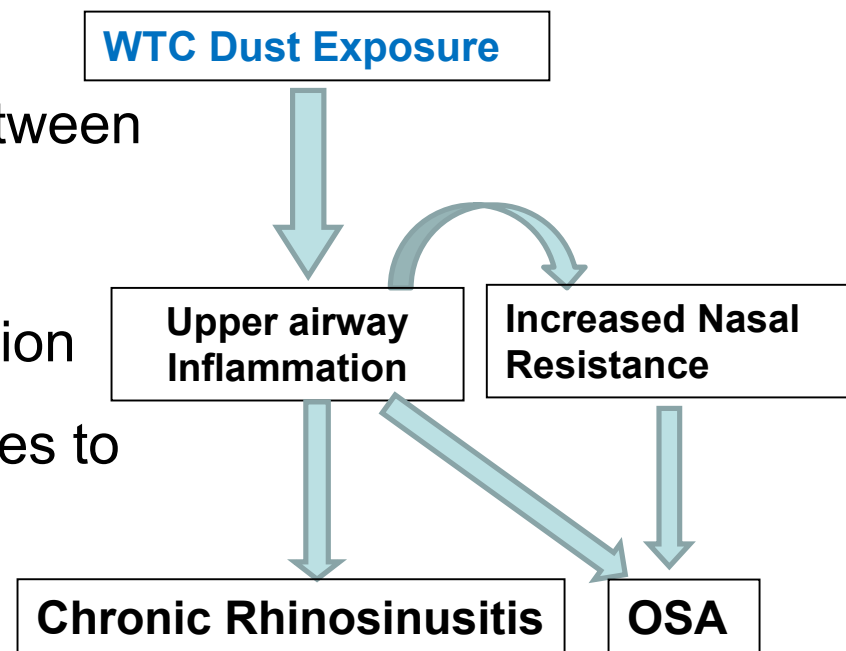 WTC Dust Exposure
tween
Upper airway
Inflammation
Increased Nasal
Resistance
ion
es to
Chronic Rhinosinusitis
OSA